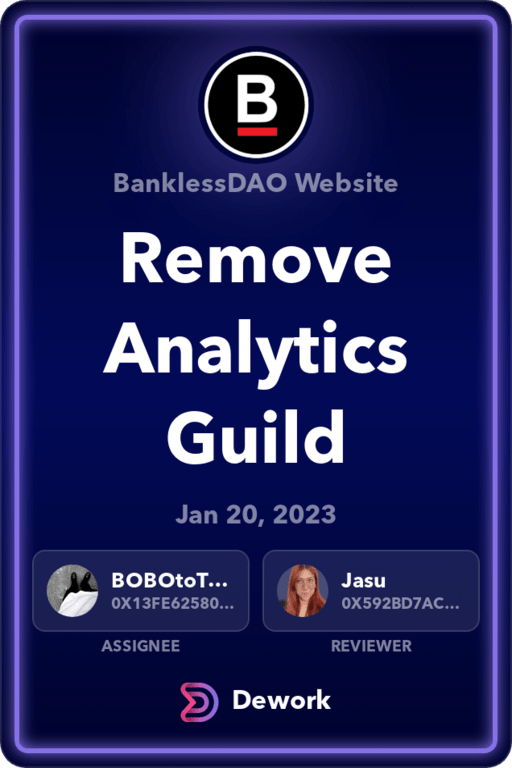 B
BanklessDAO Website
Remove
Analytics
Guild
Jan 20, 2023
BOBOtoT...
0X13FE62580...
ASSIGNEE
Jasu
0X592BD7AC...
REVIEWER
Dework